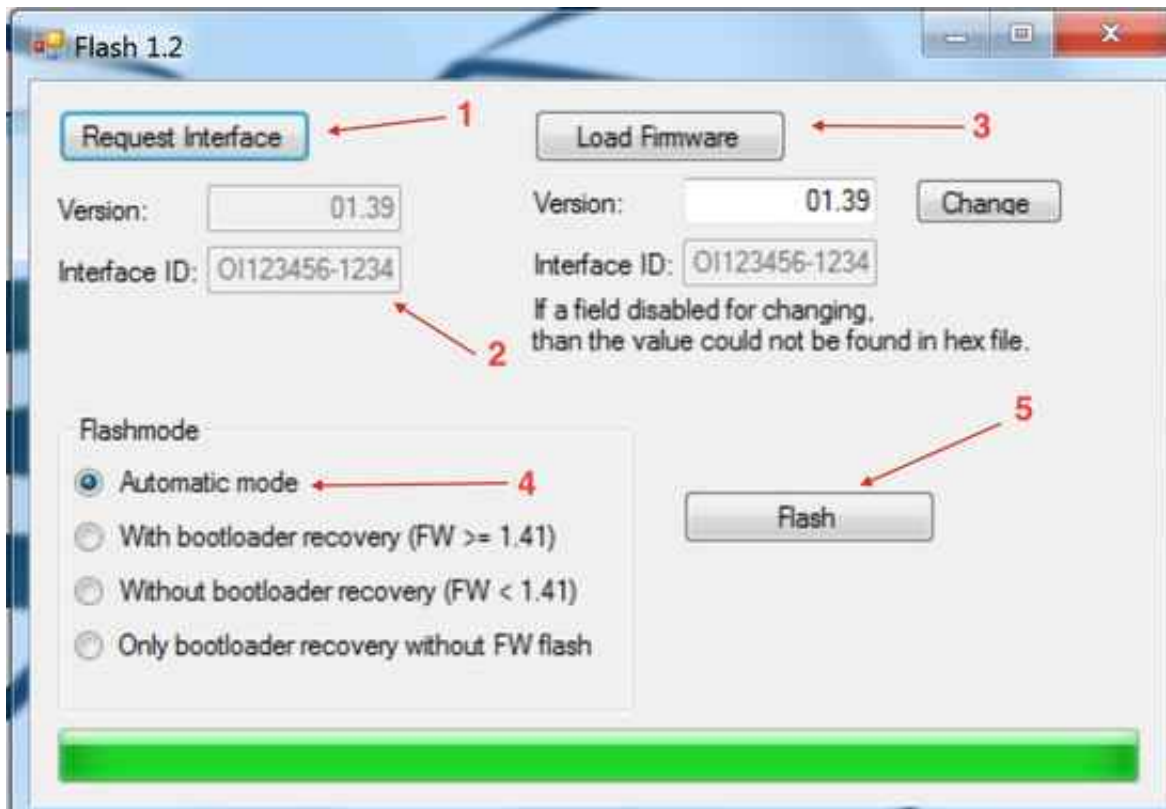 Flash 1.2
Request Interface
1
Load Firmware
3
Version:
01.39
Version:
01.39
Change
Interface ID:
OI123456-1234
Interface ID:
OI123456-1234
2
If a field disabled for changing,
than the value could not be found in hex file.
Flashmode
5
Automatic mode
4
With bootloader recovery (FW >= 1.41)
Flash
Without bootloader recovery (FW < 1.41)
Only bootloader recovery without FW flash